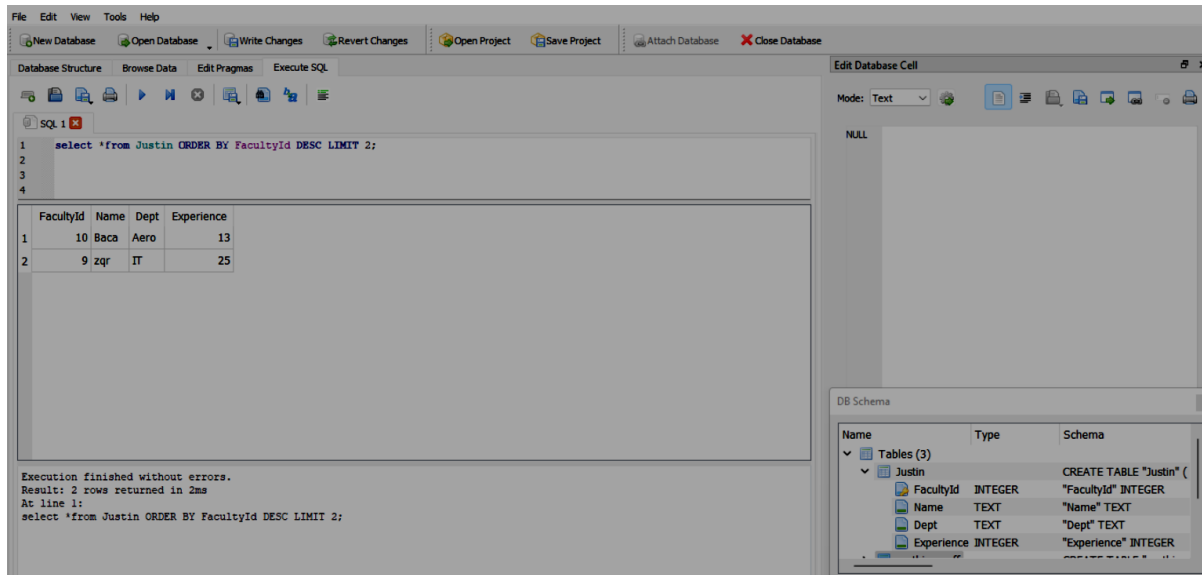 File Edit View Tools Help
New Database Open Database Write Changes Revert Changes Open Project Save Project Attach Database Close Database
Database Structure Browse Data Edit Pragmas Execute SQL
SQL 1
1 select *from Justin ORDER BY FacultyId DESC LIMIT 2;
2
3
4
FacultyId Name Dept Experience
1 10 Baca Aero 13
2 9 zqr IT 25
Execution finished without errors.
Result: 2 rows returned in 2ms
At line 1:
select *from Justin ORDER BY FacultyId DESC LIMIT 2;
Edit Database Cell
Mode: Text
NULL
DB Schema
Name Type Schema
Tables (3)
Justin CREATE TABLE "Justin" (
FacultyId INTEGER "FacultyId" INTEGER
Name TEXT "Name" TEXT
Dept TEXT "Dept" TEXT
Experience INTEGER "Experience" INTEGER